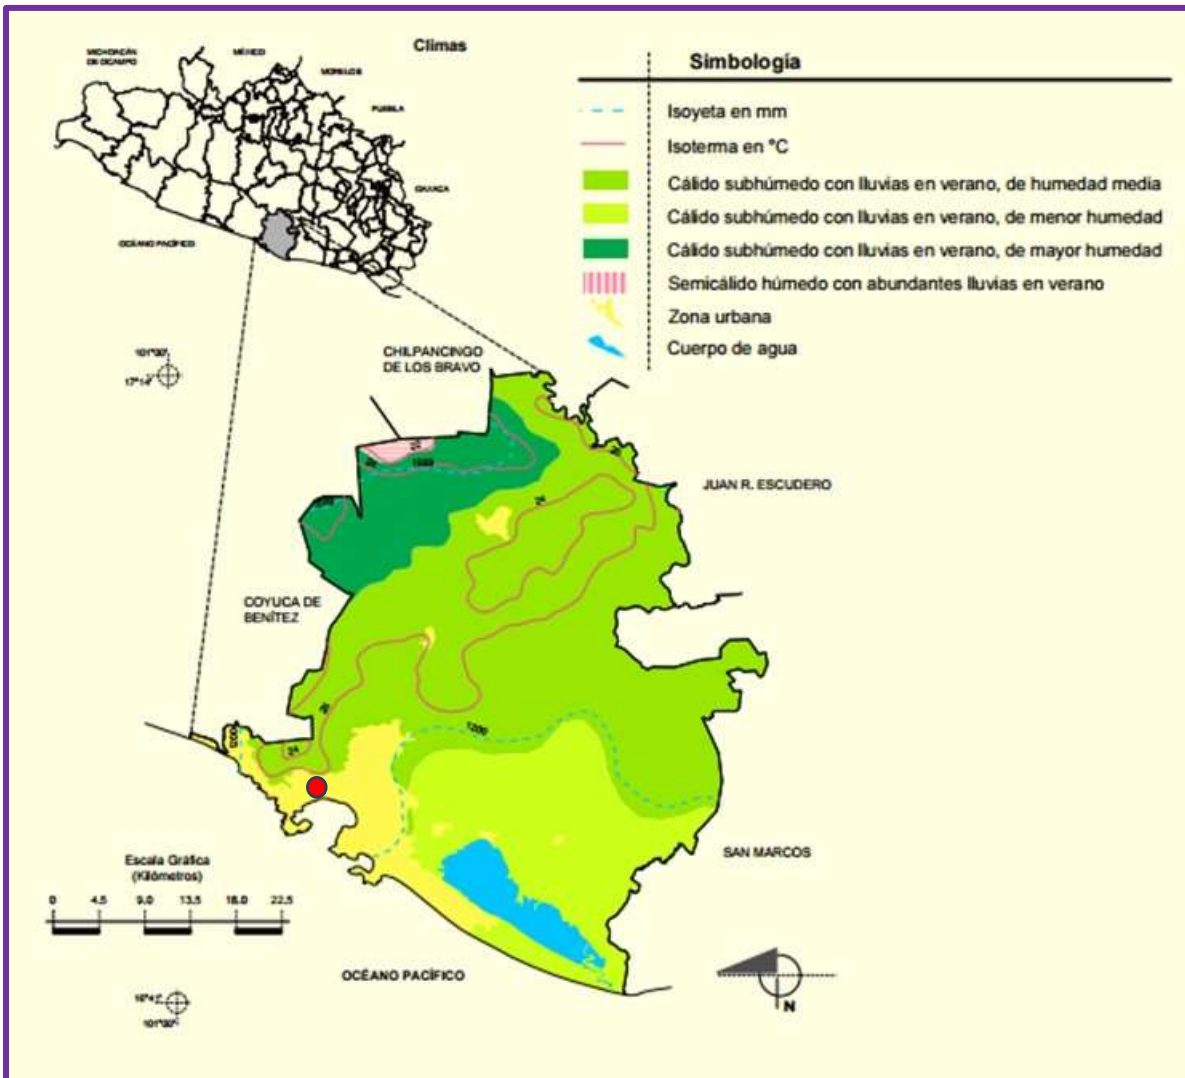 Climas
MICHOACÁN
DE OCAMPO
MÉXICO
MORELOS
PUEBLA
OAXACA
OCÉANO PACÍFICO
Simbología
Isoyeta en mm
Isoterma en °C
Cálido subhúmedo con lluvias en verano, de humedad media
Cálido subhúmedo con lluvias en verano, de menor humedad
Cálido subhúmedo con lluvias en verano, de mayor humedad
Semicálido húmedo con abundantes lluvias en verano
Zona urbana
Cuerpo de agua
CHILPANCINGO
DE LOS BRAVO
17°14'
JUAN R. ESCUDERO
COYUCA DE
BENÍTEZ
1200
24
SAN MARCOS
Escala Gráfica
(Kilómetros)
0 4.5 9.0 13.5 18.0 22.5
OCÉANO PACÍFICO
N